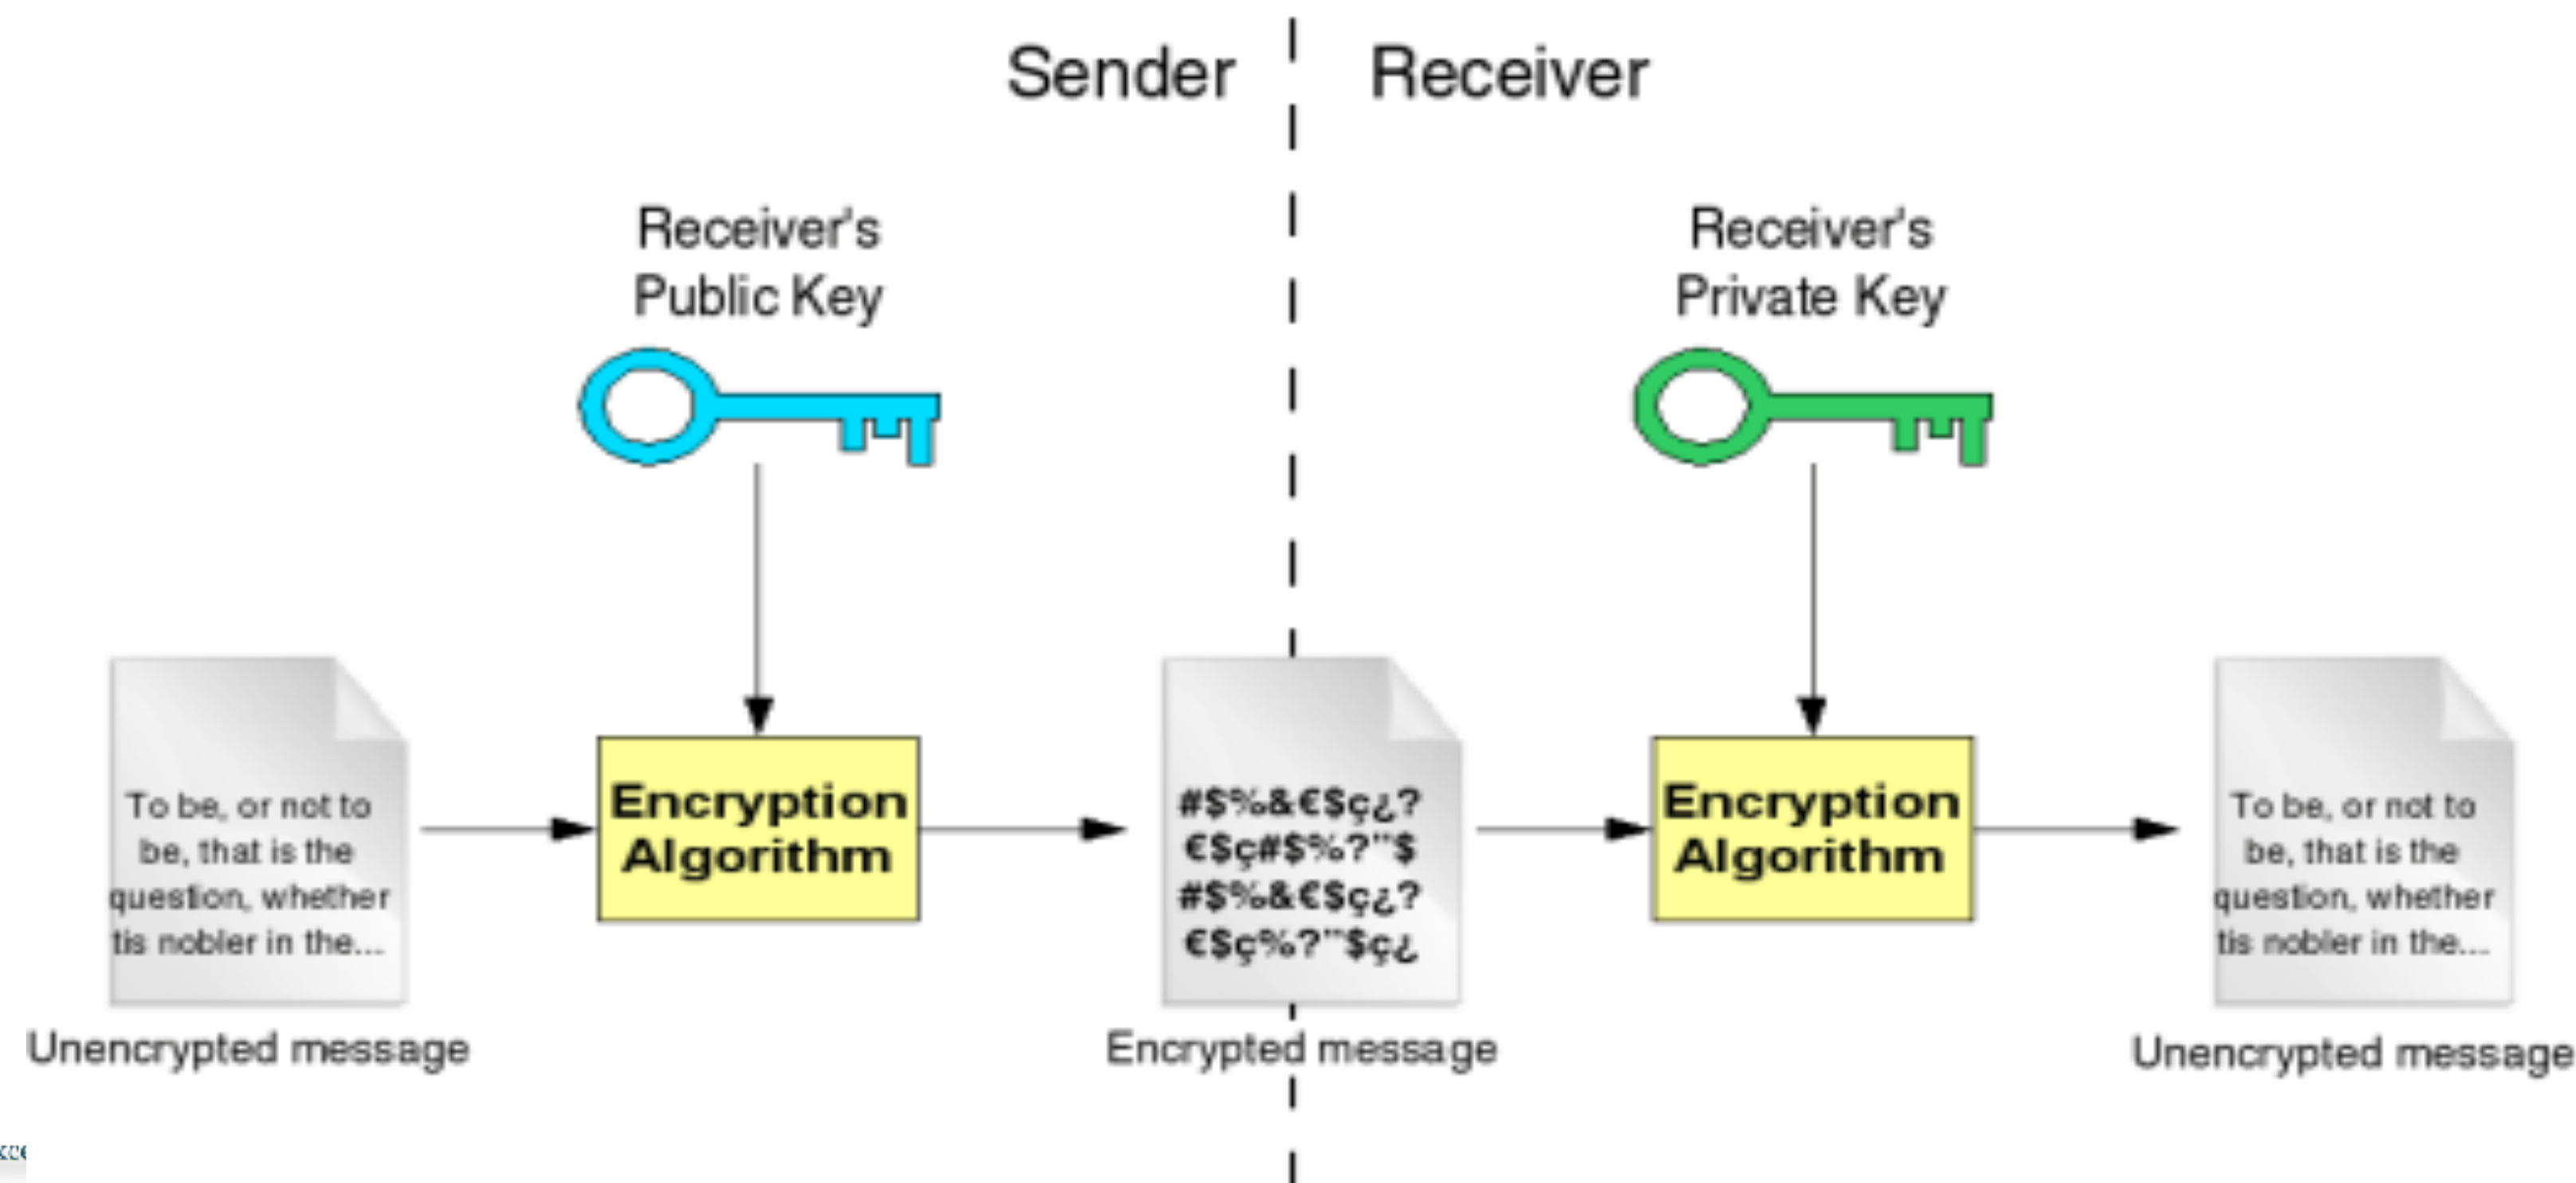 Sender
Receiver
Receiver's
Public Key
Receiver's
Private Key
To be, or not to
be, that is the
question, whether
tis nobler in the...
Unencrypted message
Encryption
Algorithm
#$%&€$ç¿?
€$ç#$%?"$
#$%&€$ç¿?
€$ç%?"$ç¿
Encrypted message
Encryption
Algorithm
To be, or not to
be, that is the
question, whether
tis nobler in the...
Unencrypted message